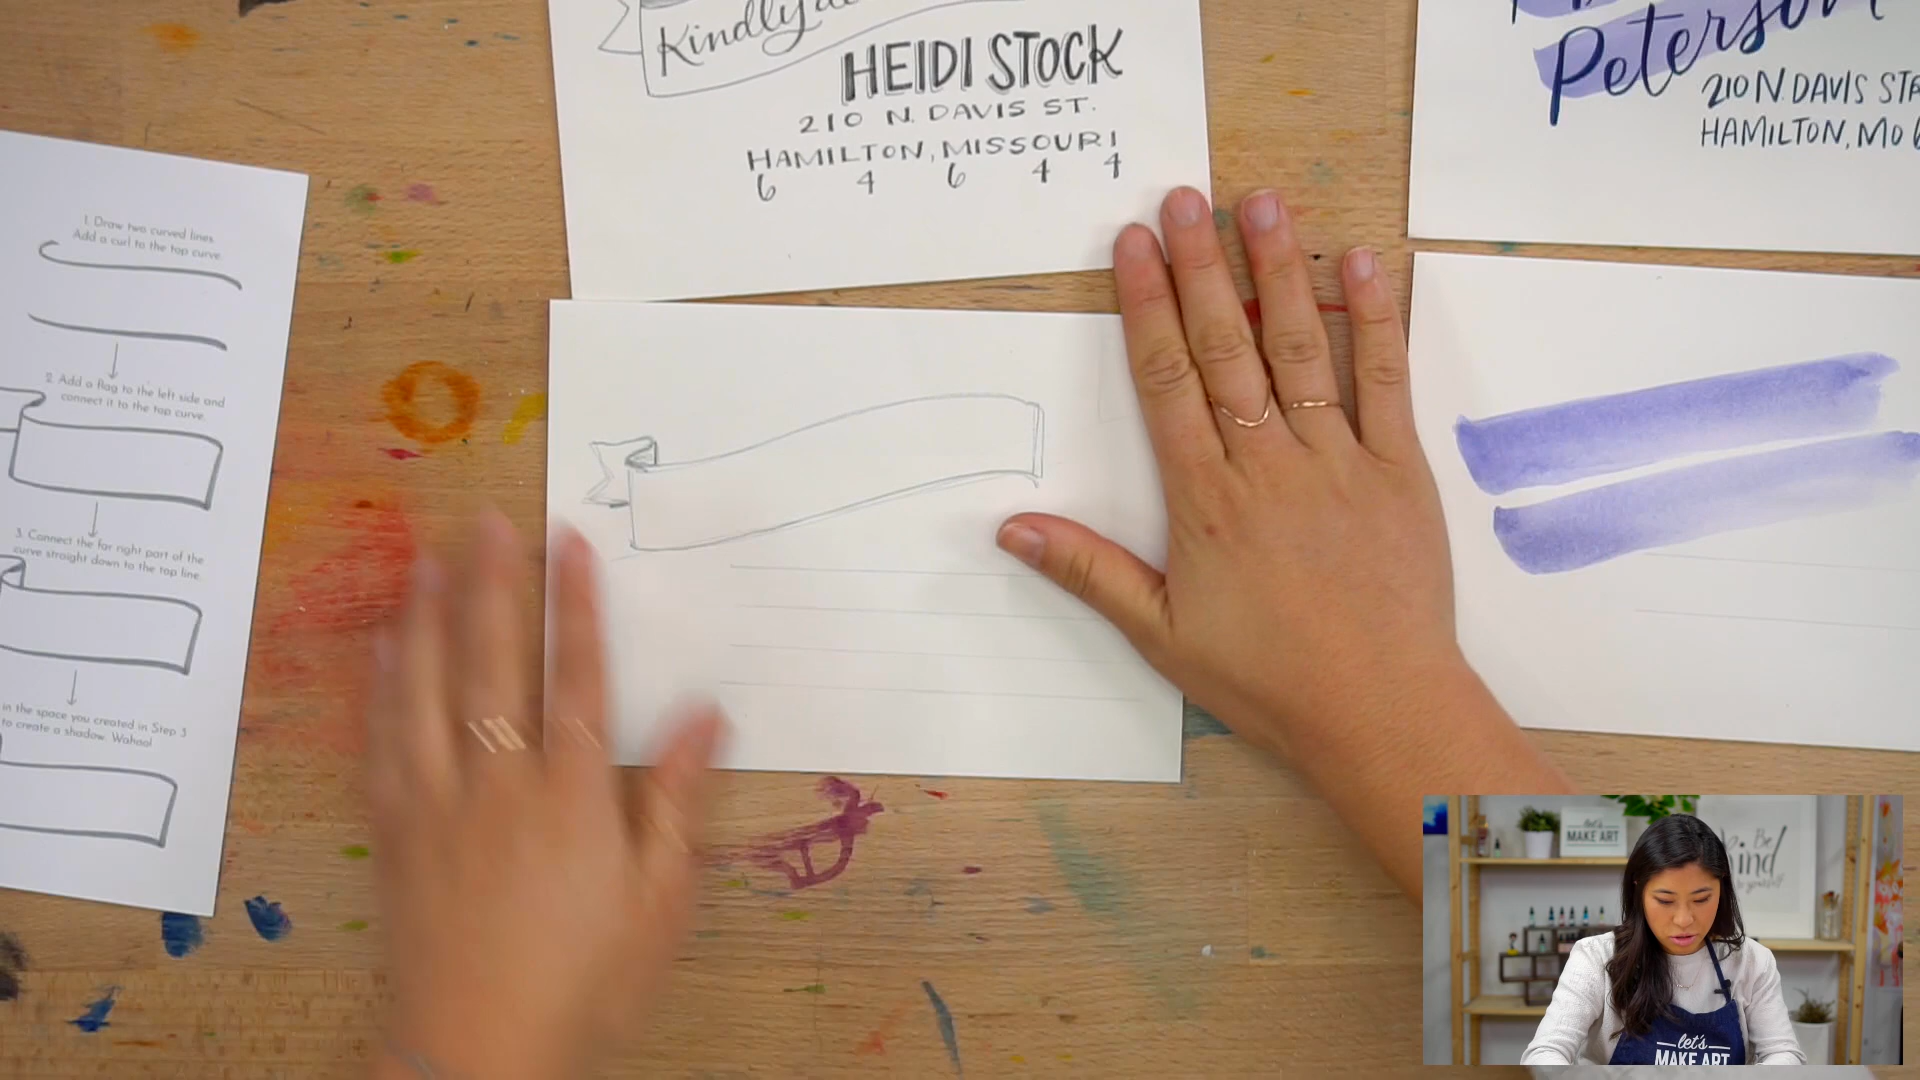 Kindly
HEIDI STOCK
210 N. DAVIS ST.
HAMILTON, MISSOURI
6 4 6 4 4
Peterson
210 N. DAVIS
HAMILTON, MO
1. Draw two curved lines.
Add a curl to the top curve.
2. Add a flag to the left side and
connect it to the top curve.
3. Connect the far right part of the
curve straight down to the top line.
in the space you created in Step 3
to create a shadow. Wahoo!
let's
MAKE ART
Be
kind
to yourself
let's
MAKE ART